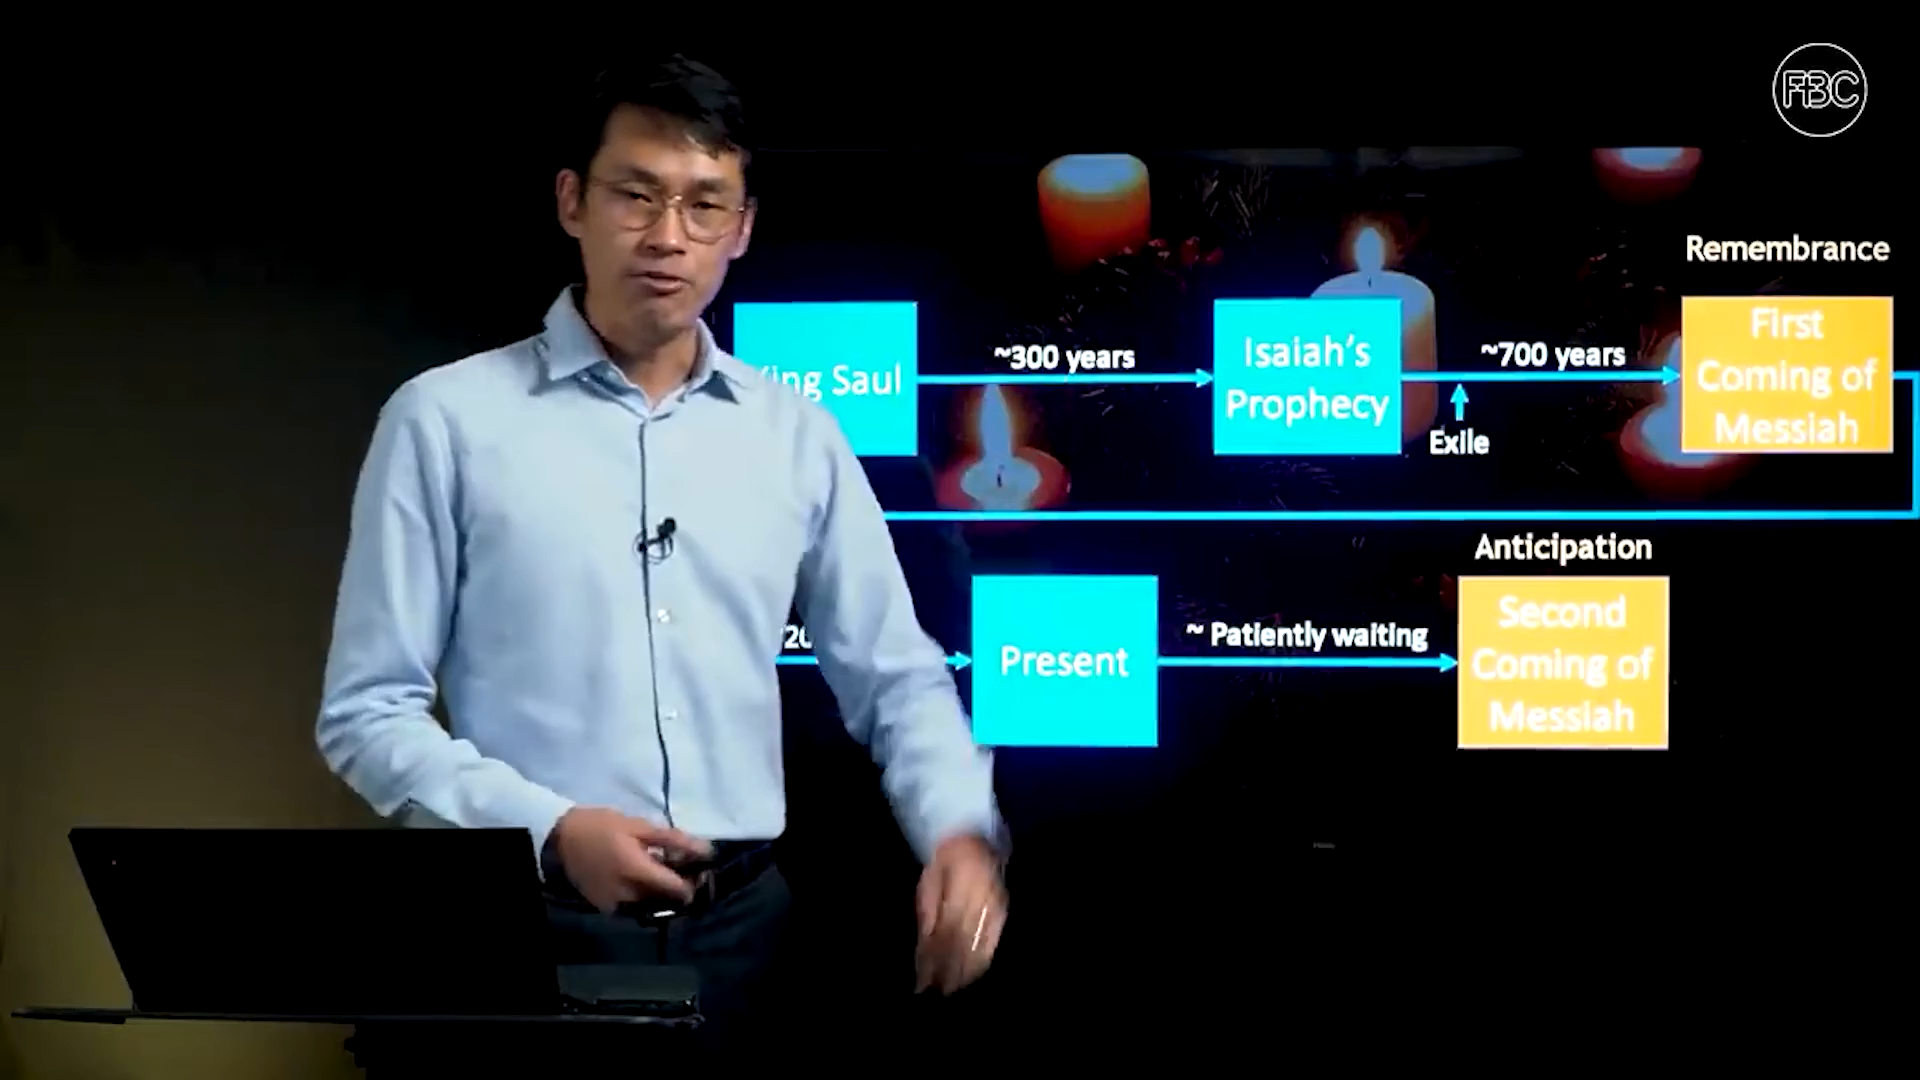 FBC
Remembrance
King Saul
~300 years
Isaiah's
Prophecy
~700 years
Exile
First
Coming of
Messiah
Anticipation
Present
~ Patiently waiting
Second
Coming of
Messiah